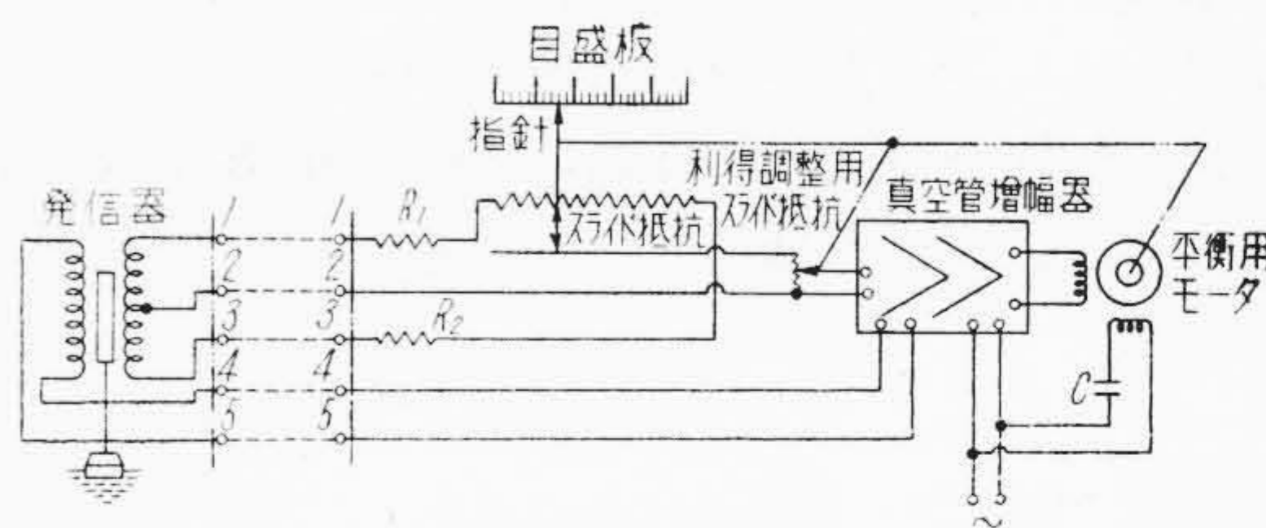 目盛板
指針
利得調整用
スライド抵抗
真空管増幅器
発信器
スライド抵抗
平衡用
モータ
1 1 R1
2 2
3 3 R2
4 4
5 5
C
~